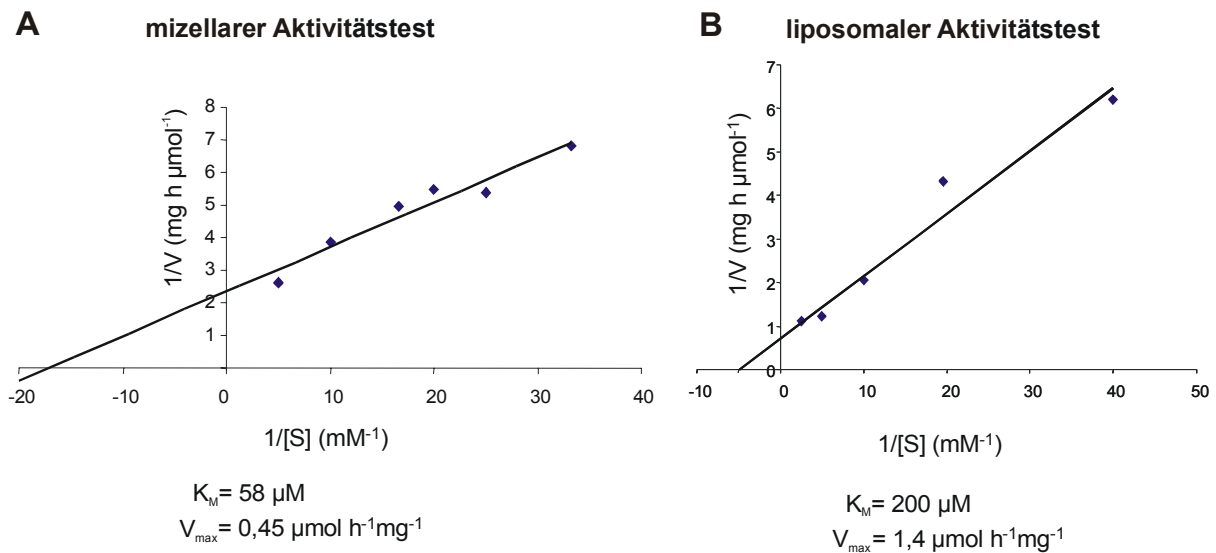 A
mizellarer Aktivitätstest
8
7
6
5
4
3
2
1
1/V (mg h µmol⁻¹)
-20 -10 0 10 20 30 40
1/[S] (mM⁻¹)
K_M= 58 µM
V_max= 0,45 µmol h⁻¹mg⁻¹
B
liposomaler Aktivitätstest
7
6
5
4
3
2
1
0
1/V (mg h µmol⁻¹)
-10 0 10 20 30 40 50
1/[S] (mM⁻¹)
K_M= 200 µM
V_max= 1,4 µmol h⁻¹mg⁻¹